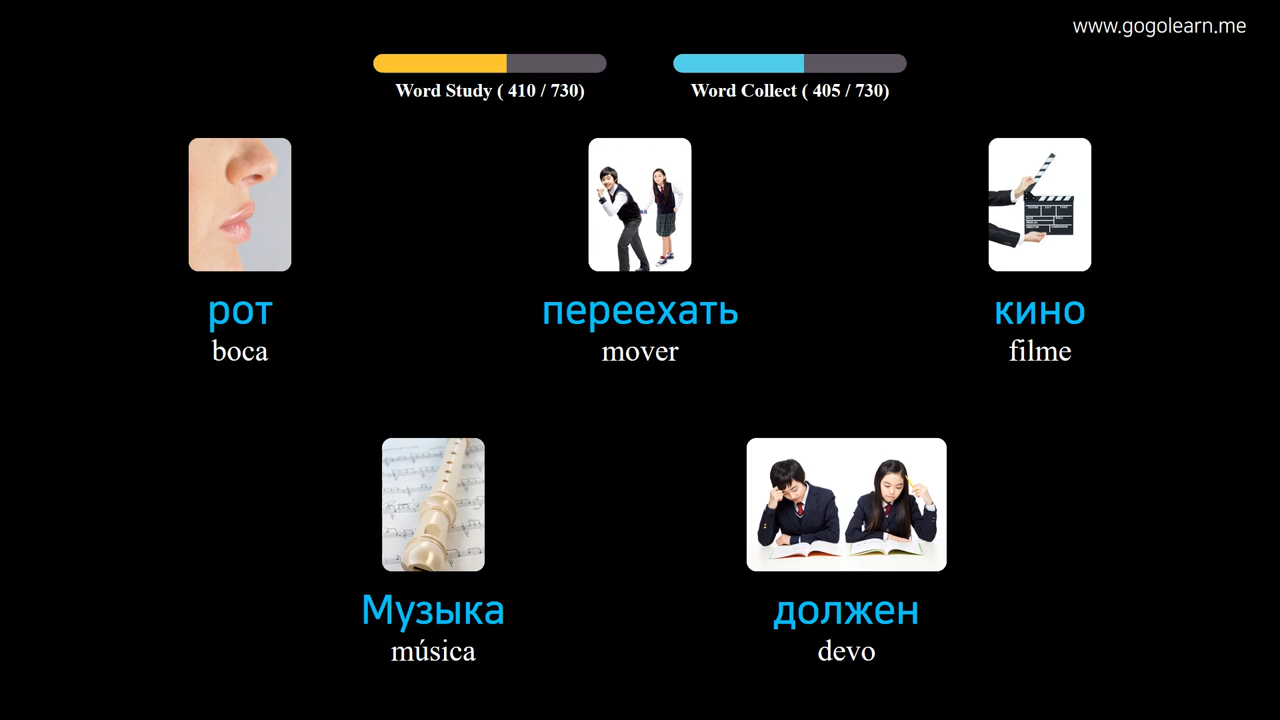 www.gogolearn.me
Word Study ( 410 / 730)
Word Collect ( 405 / 730)
рот
boca
переехать
mover
кино
filme
Музыка
música
должен
devo